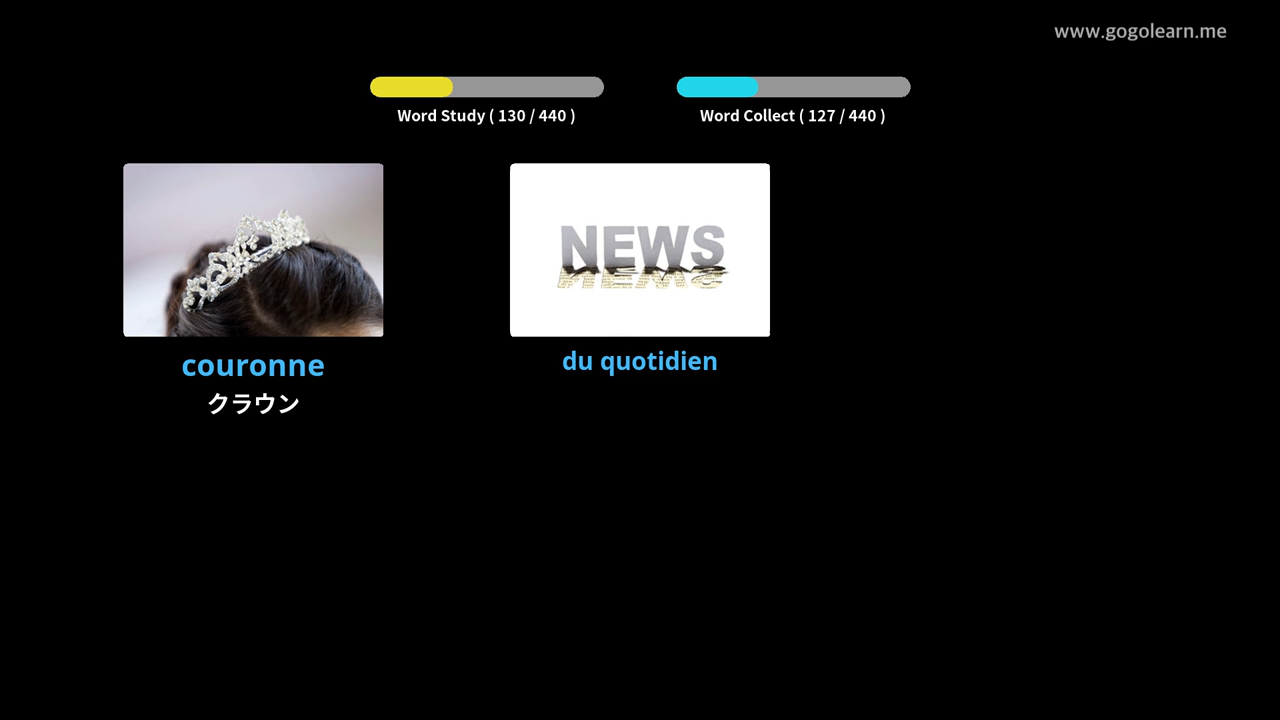 www.gogolearn.me
Word Study ( 130 / 440 )
Word Collect ( 127 / 440 )
NEWS
couronne
クラウン
du quotidien